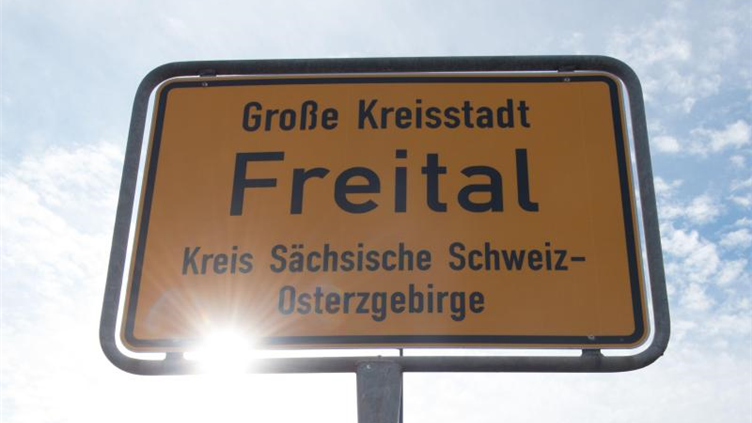 Große Kreisstadt
Freital
Kreis Sächsische Schweiz-
Osterzgebirge